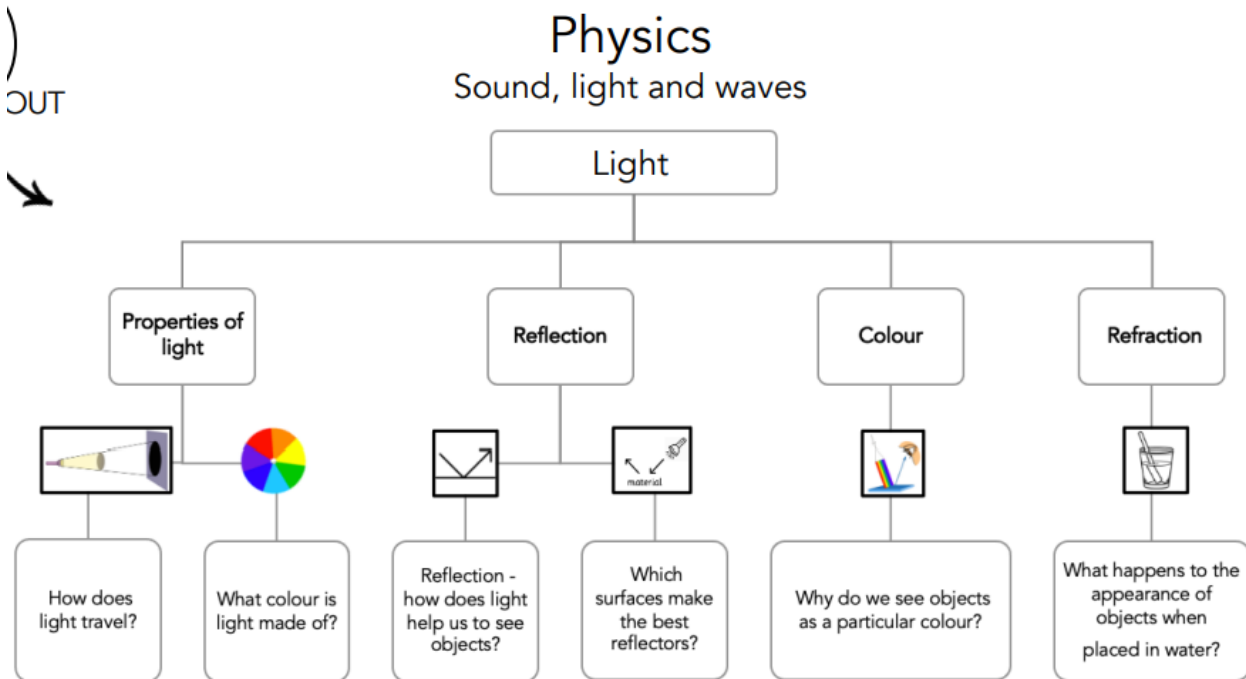 Physics
Sound, light and waves
OUT
Light
Properties of
light
Reflection
Colour
Refraction
material
How does
light travel?
What colour is
light made of?
Reflection -
how does light
help us to see
objects?
Which
surfaces make
the best
reflectors?
Why do we see objects
as a particular colour?
What happens to the
appearance of
objects when
placed in water?